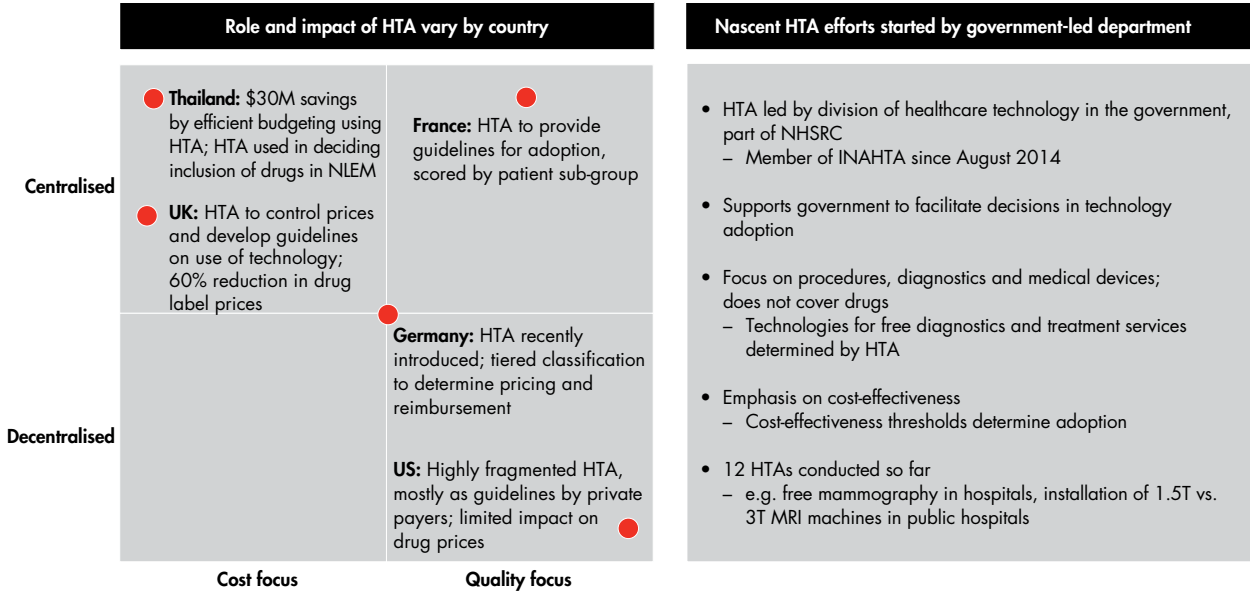 Role and impact of HTA vary by country
Centralised
Thailand: $30M savings
by efficient budgeting using
HTA; HTA used in deciding
inclusion of drugs in NLEM
UK: HTA to control prices
and develop guidelines
on use of technology;
60% reduction in drug
label prices
France: HTA to provide
guidelines for adoption,
scored by patient sub-group
Decentralised
Germany: HTA recently
introduced; tiered classification
to determine pricing and
reimbursement
US: Highly fragmented HTA,
mostly as guidelines by private
payers; limited impact on
drug prices
Cost focus
Quality focus
Nascent HTA efforts started by government-led department
• HTA led by division of healthcare technology in the government,
part of NHSRC
– Member of INAHTA since August 2014
• Supports government to facilitate decisions in technology
adoption
• Focus on procedures, diagnostics and medical devices;
does not cover drugs
– Technologies for free diagnostics and treatment services
determined by HTA
• Emphasis on cost-effectiveness
– Cost-effectiveness thresholds determine adoption
• 12 HTAs conducted so far
– e.g. free mammography in hospitals, installation of 1.5T vs.
3T MRI machines in public hospitals